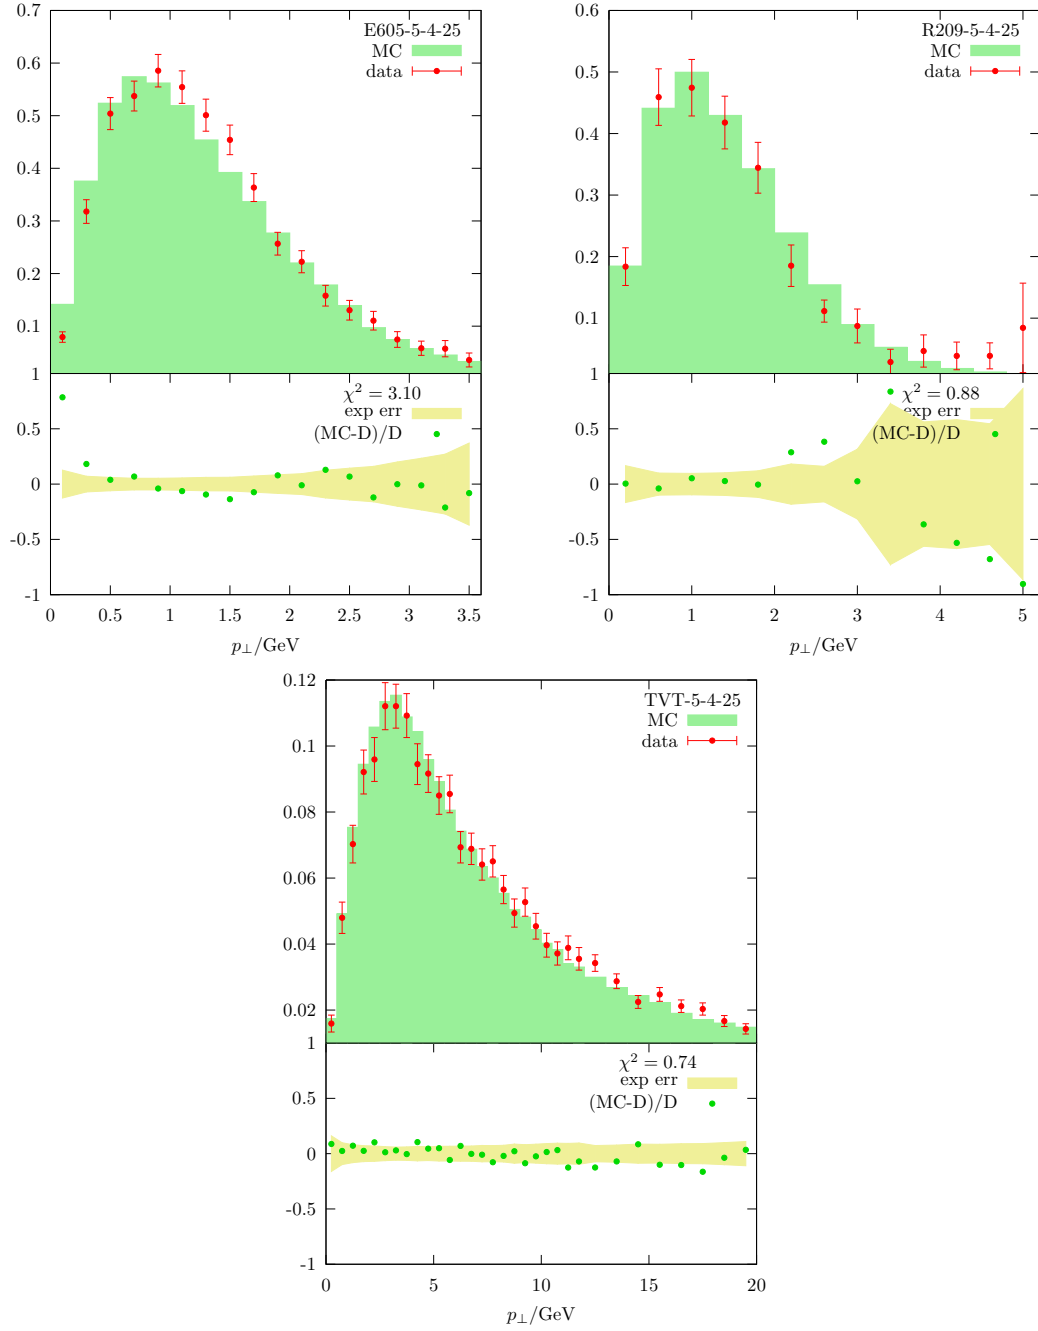 0.7
0.6
0.5
0.4
0.3
0.2
0.1
E605-5-4-25
MC
data
1
0.5
0
-0.5
-1
χ² = 3.10
exp err
(MC-D)/D
0 0.5 1 1.5 2 2.5 3 3.5
p⊥/GeV
0.6
0.5
0.4
0.3
0.2
0.1
R209-5-4-25
MC
data
1
0.5
0
-0.5
-1
χ² = 0.88
exp err
(MC-D)/D
0 1 2 3 4 5
p⊥/GeV
0.12
0.1
0.08
0.06
0.04
0.02
TVT-5-4-25
MC
data
1
0.5
0
-0.5
-1
χ² = 0.74
exp err
(MC-D)/D
0 5 10 15 20
p⊥/GeV